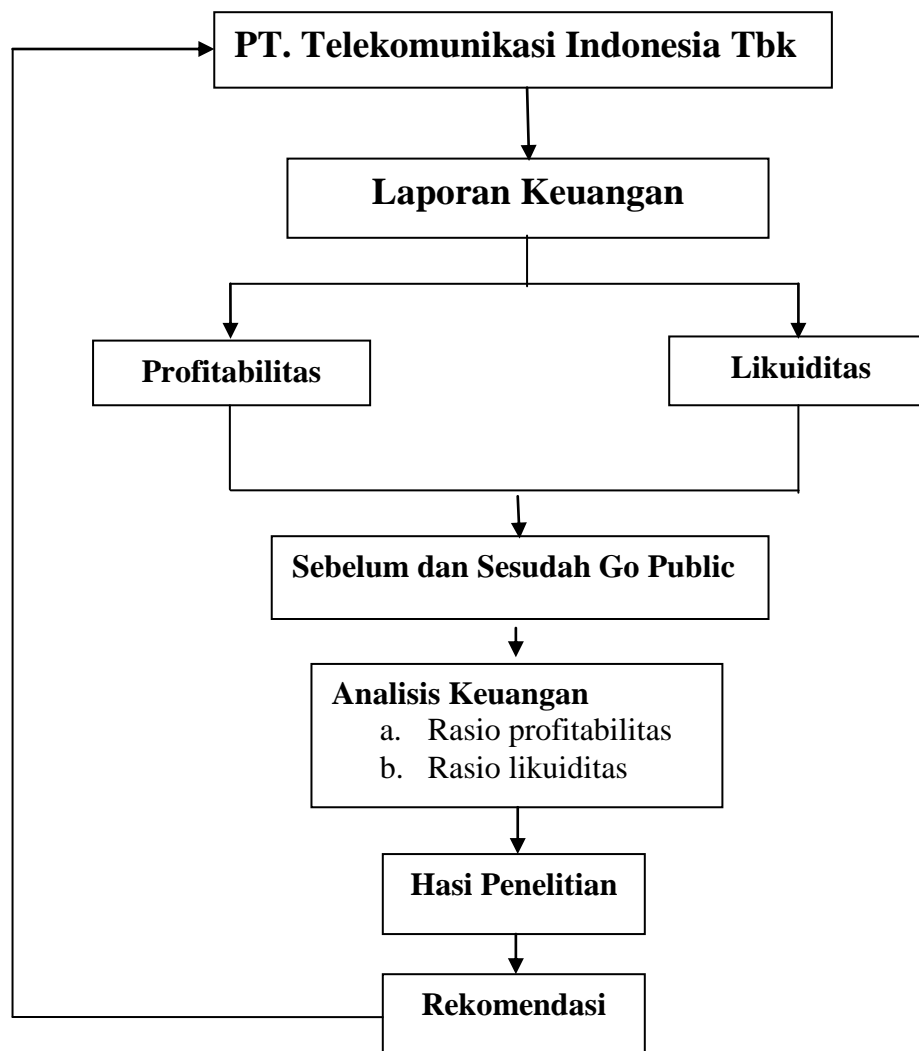 PT. Telekomunikasi Indonesia Tbk
Laporan Keuangan
Profitabilitas
Likuiditas
Sebelum dan Sesudah Go Public
Analisis Keuangan
a. Rasio profitabilitas
b. Rasio likuiditas
Hasi Penelitian
Rekomendasi